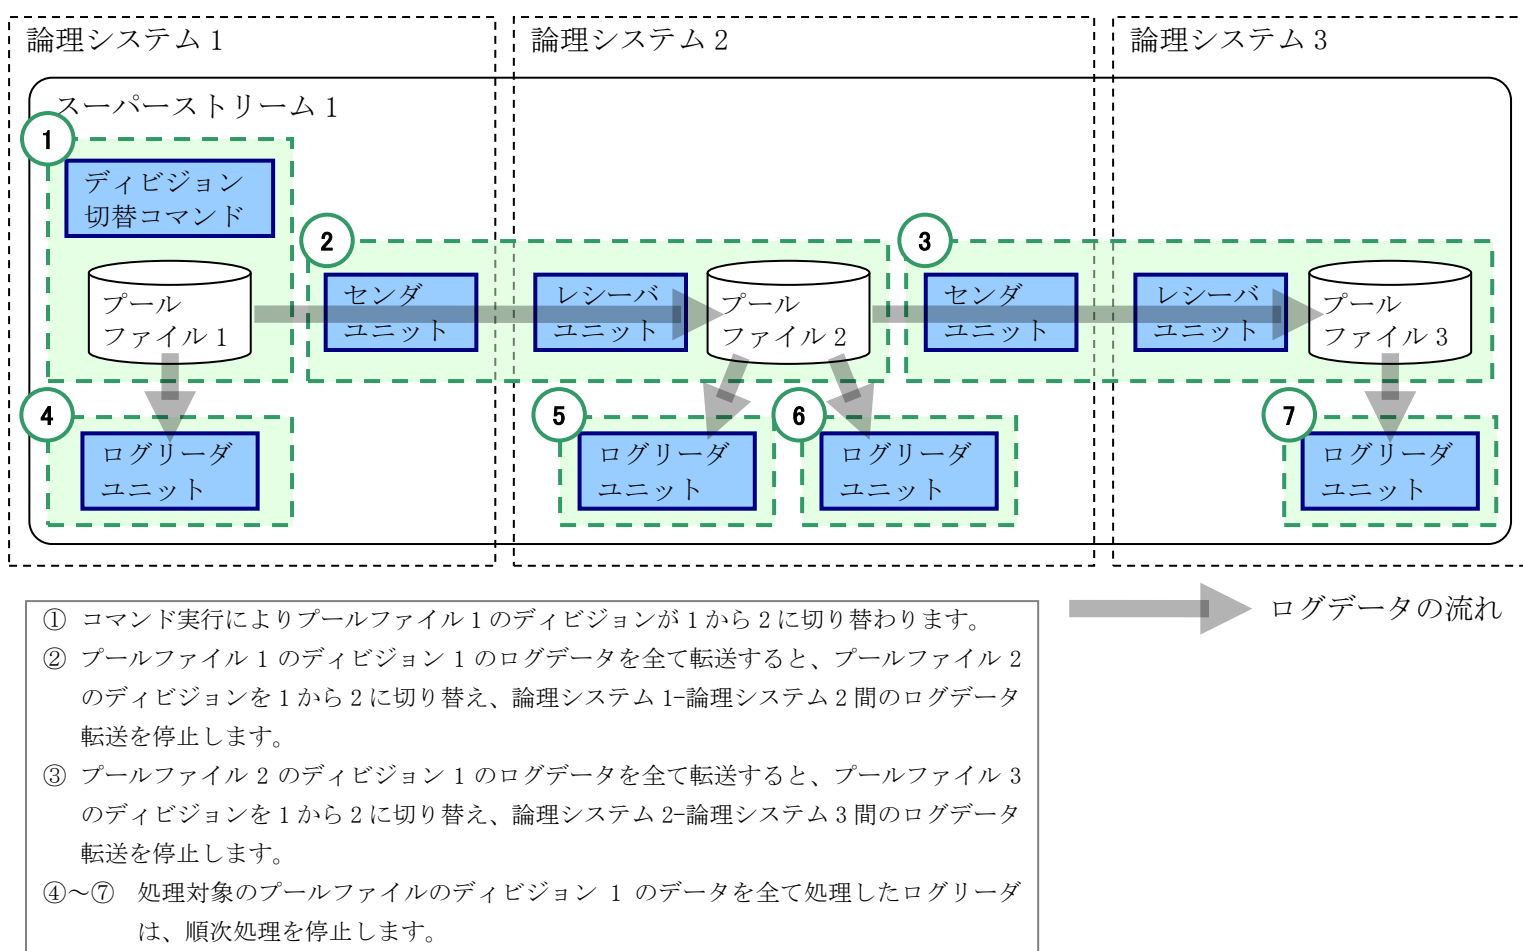 論理システム 1
論理システム 2
論理システム 3
スーパーストリーム 1
1
ディビジョン
切替コマンド
2
3
プール
ファイル 1
センダ
ユニット
レシーバ
ユニット
プール
ファイル 2
センダ
ユニット
レシーバ
ユニット
プール
ファイル 3
4
ログリーダ
ユニット
5
ログリーダ
ユニット
6
ログリーダ
ユニット
7
ログリーダ
ユニット
ログデータの流れ
① コマンド実行によりプールファイル 1 のディビジョンが 1 から 2 に切り替わります。
② プールファイル 1 のディビジョン 1 のログデータを全て転送すると、プールファイル 2
のディビジョンを 1 から 2 に切り替え、論理システム 1-論理システム 2 間のログデータ
転送を停止します。
③ プールファイル 2 のディビジョン 1 のログデータを全て転送すると、プールファイル 3
のディビジョンを 1 から 2 に切り替え、論理システム 2-論理システム 3 間のログデータ
転送を停止します。
④～⑦ 処理対象のプールファイルのディビジョン 1 のデータを全て処理したログリーダ
は、順次処理を停止します。